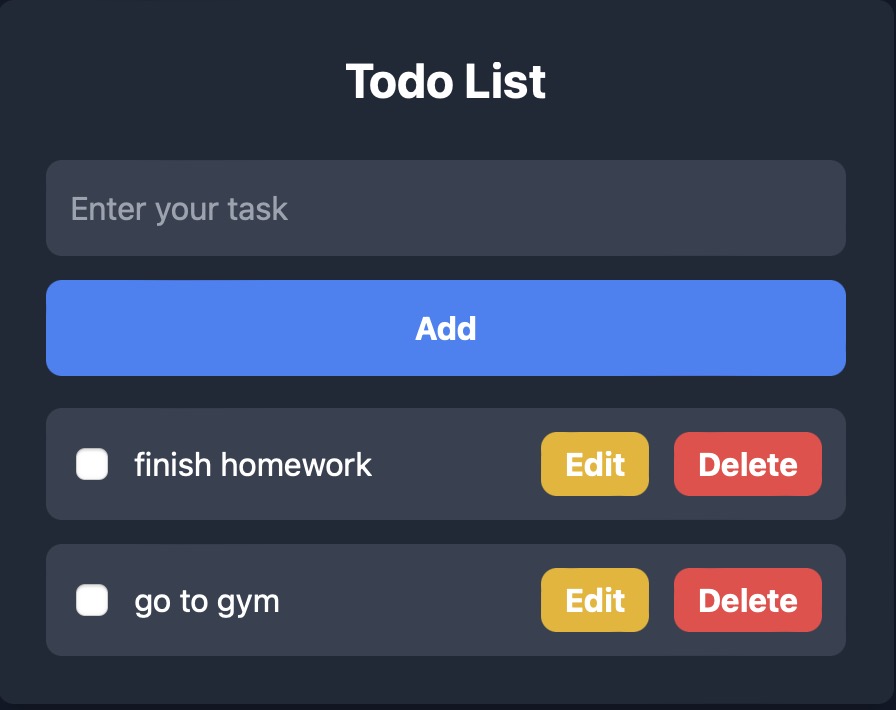 Todo List
Enter your task
Add
finish homework Edit Delete
go to gym Edit Delete